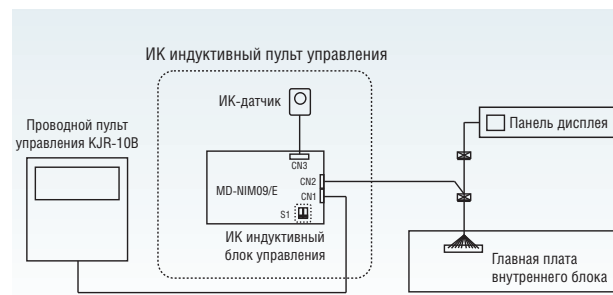 ИК индуктивный пульт управления
ИК-датчик
Проводной пульт
управления KJR-10B
Панель дисплея
CN3
MD-NIM09/E
CN2
CN1
S1
ИК индуктивный
блок управления
Главная плата
внутреннего блока